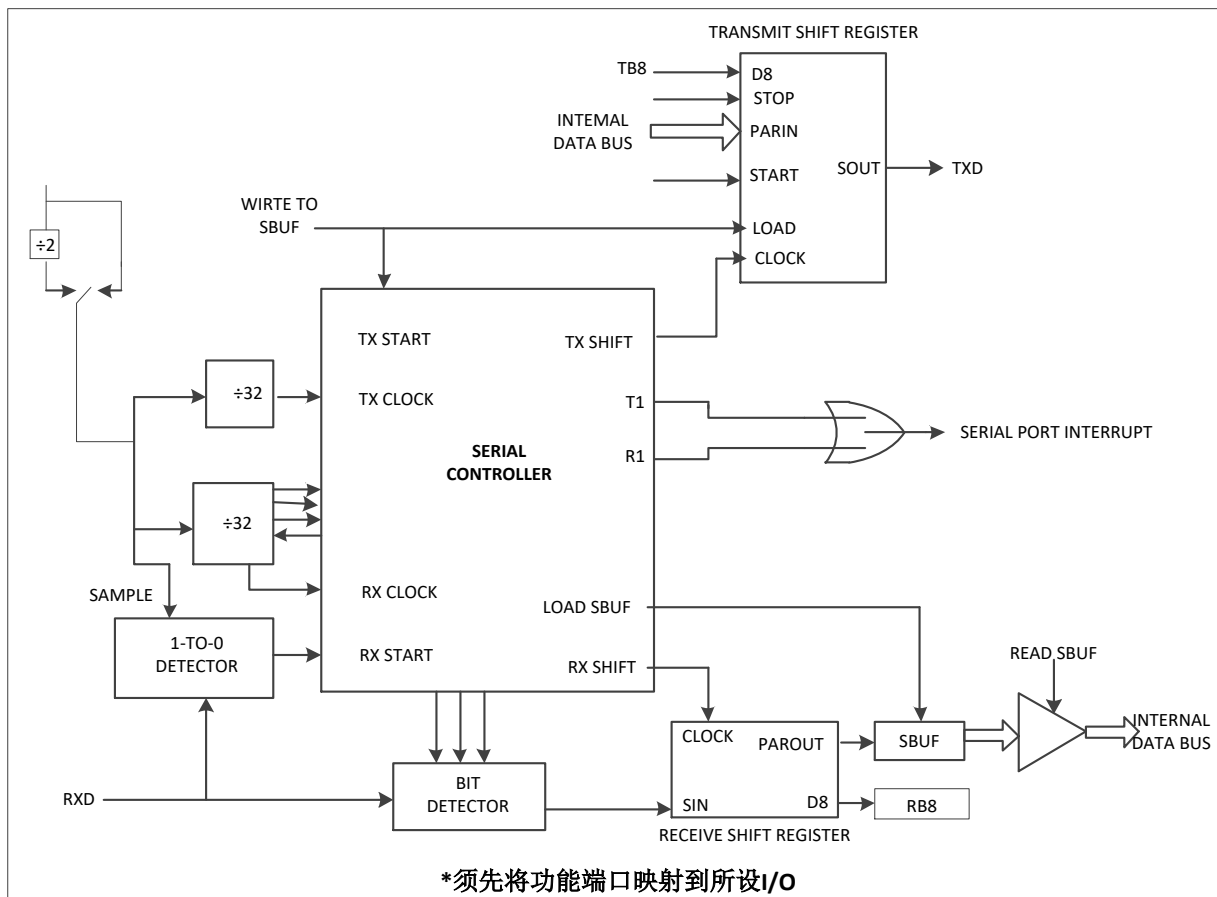 TRANSMIT SHIFT REGISTER
TB8
D8
STOP
INTEMAL
DATA BUS
PARIN
START
SOUT
TXD
WIRTE TO
SBUF
LOAD
CLOCK
÷2
TX START
TX SHIFT
÷32
TX CLOCK
T1
SERIAL PORT INTERRUPT
SERIAL
CONTROLLER
R1
÷32
SAMPLE
RX CLOCK
LOAD SBUF
1-TO-0
DETECTOR
RX START
RX SHIFT
READ SBUF
CLOCK
PAROUT
SBUF
INTERNAL
DATA BUS
RXD
BIT
DETECTOR
SIN
D8
RB8
RECEIVE SHIFT REGISTER
*须先将功能端口映射到所设I/O